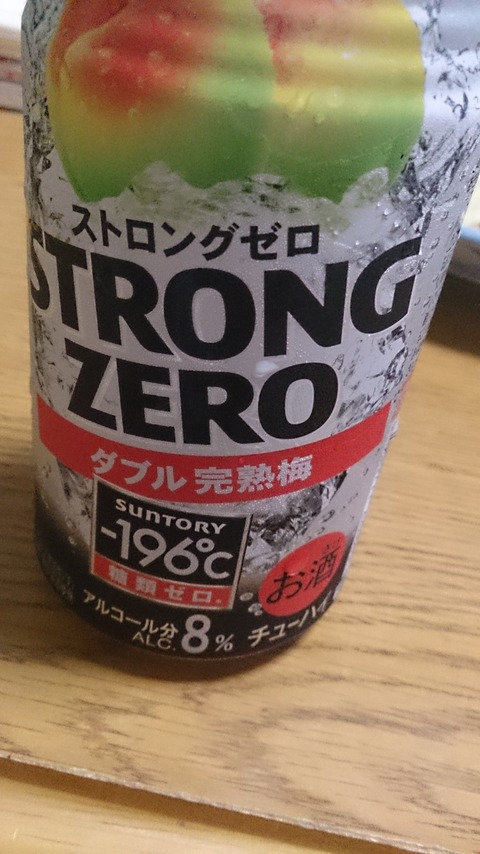 ストロングゼロ
STRONG
ZERO
ダブル 完熟梅
SUNTORY
-196℃
糖類ゼロ.
お酒
アルコール分
ALC. 8%
チューハイ